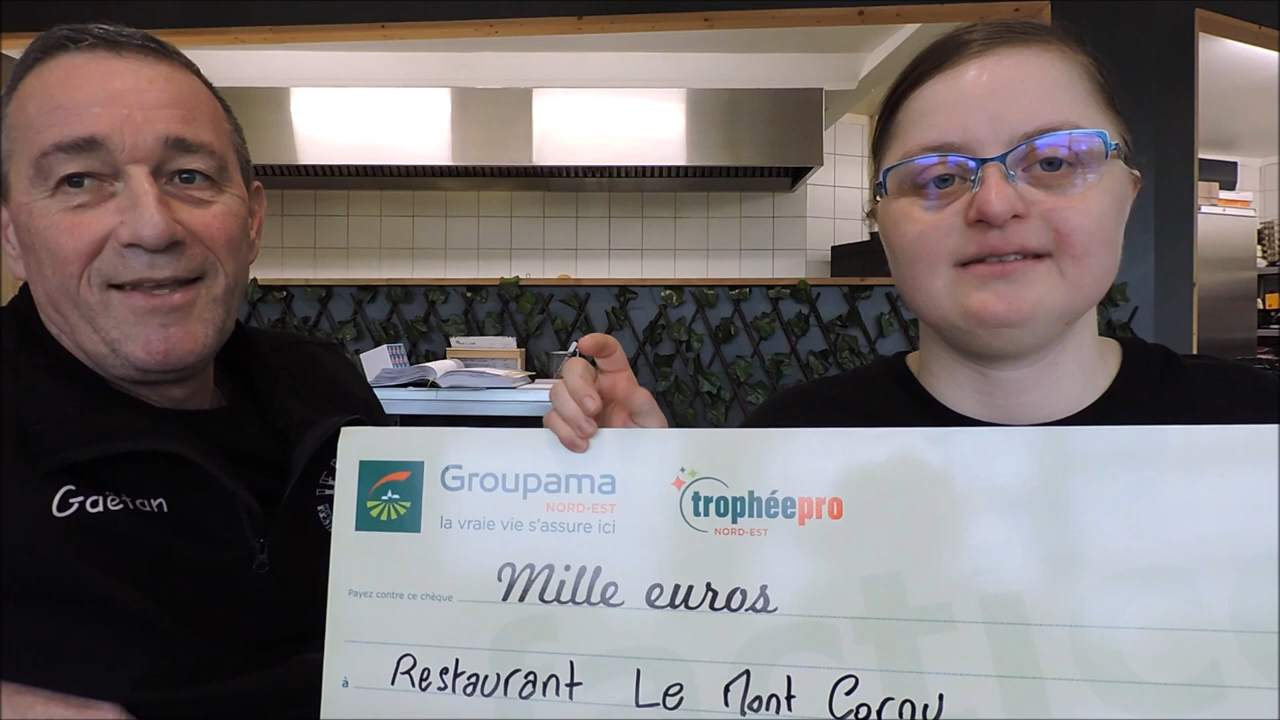 Gaëtan
Groupama
NORD-EST
la vraie vie s'assure ici
trophéepro
NORD-EST
Payez contre ce chèque Mille euros
à Restaurant Le Mont Cornu